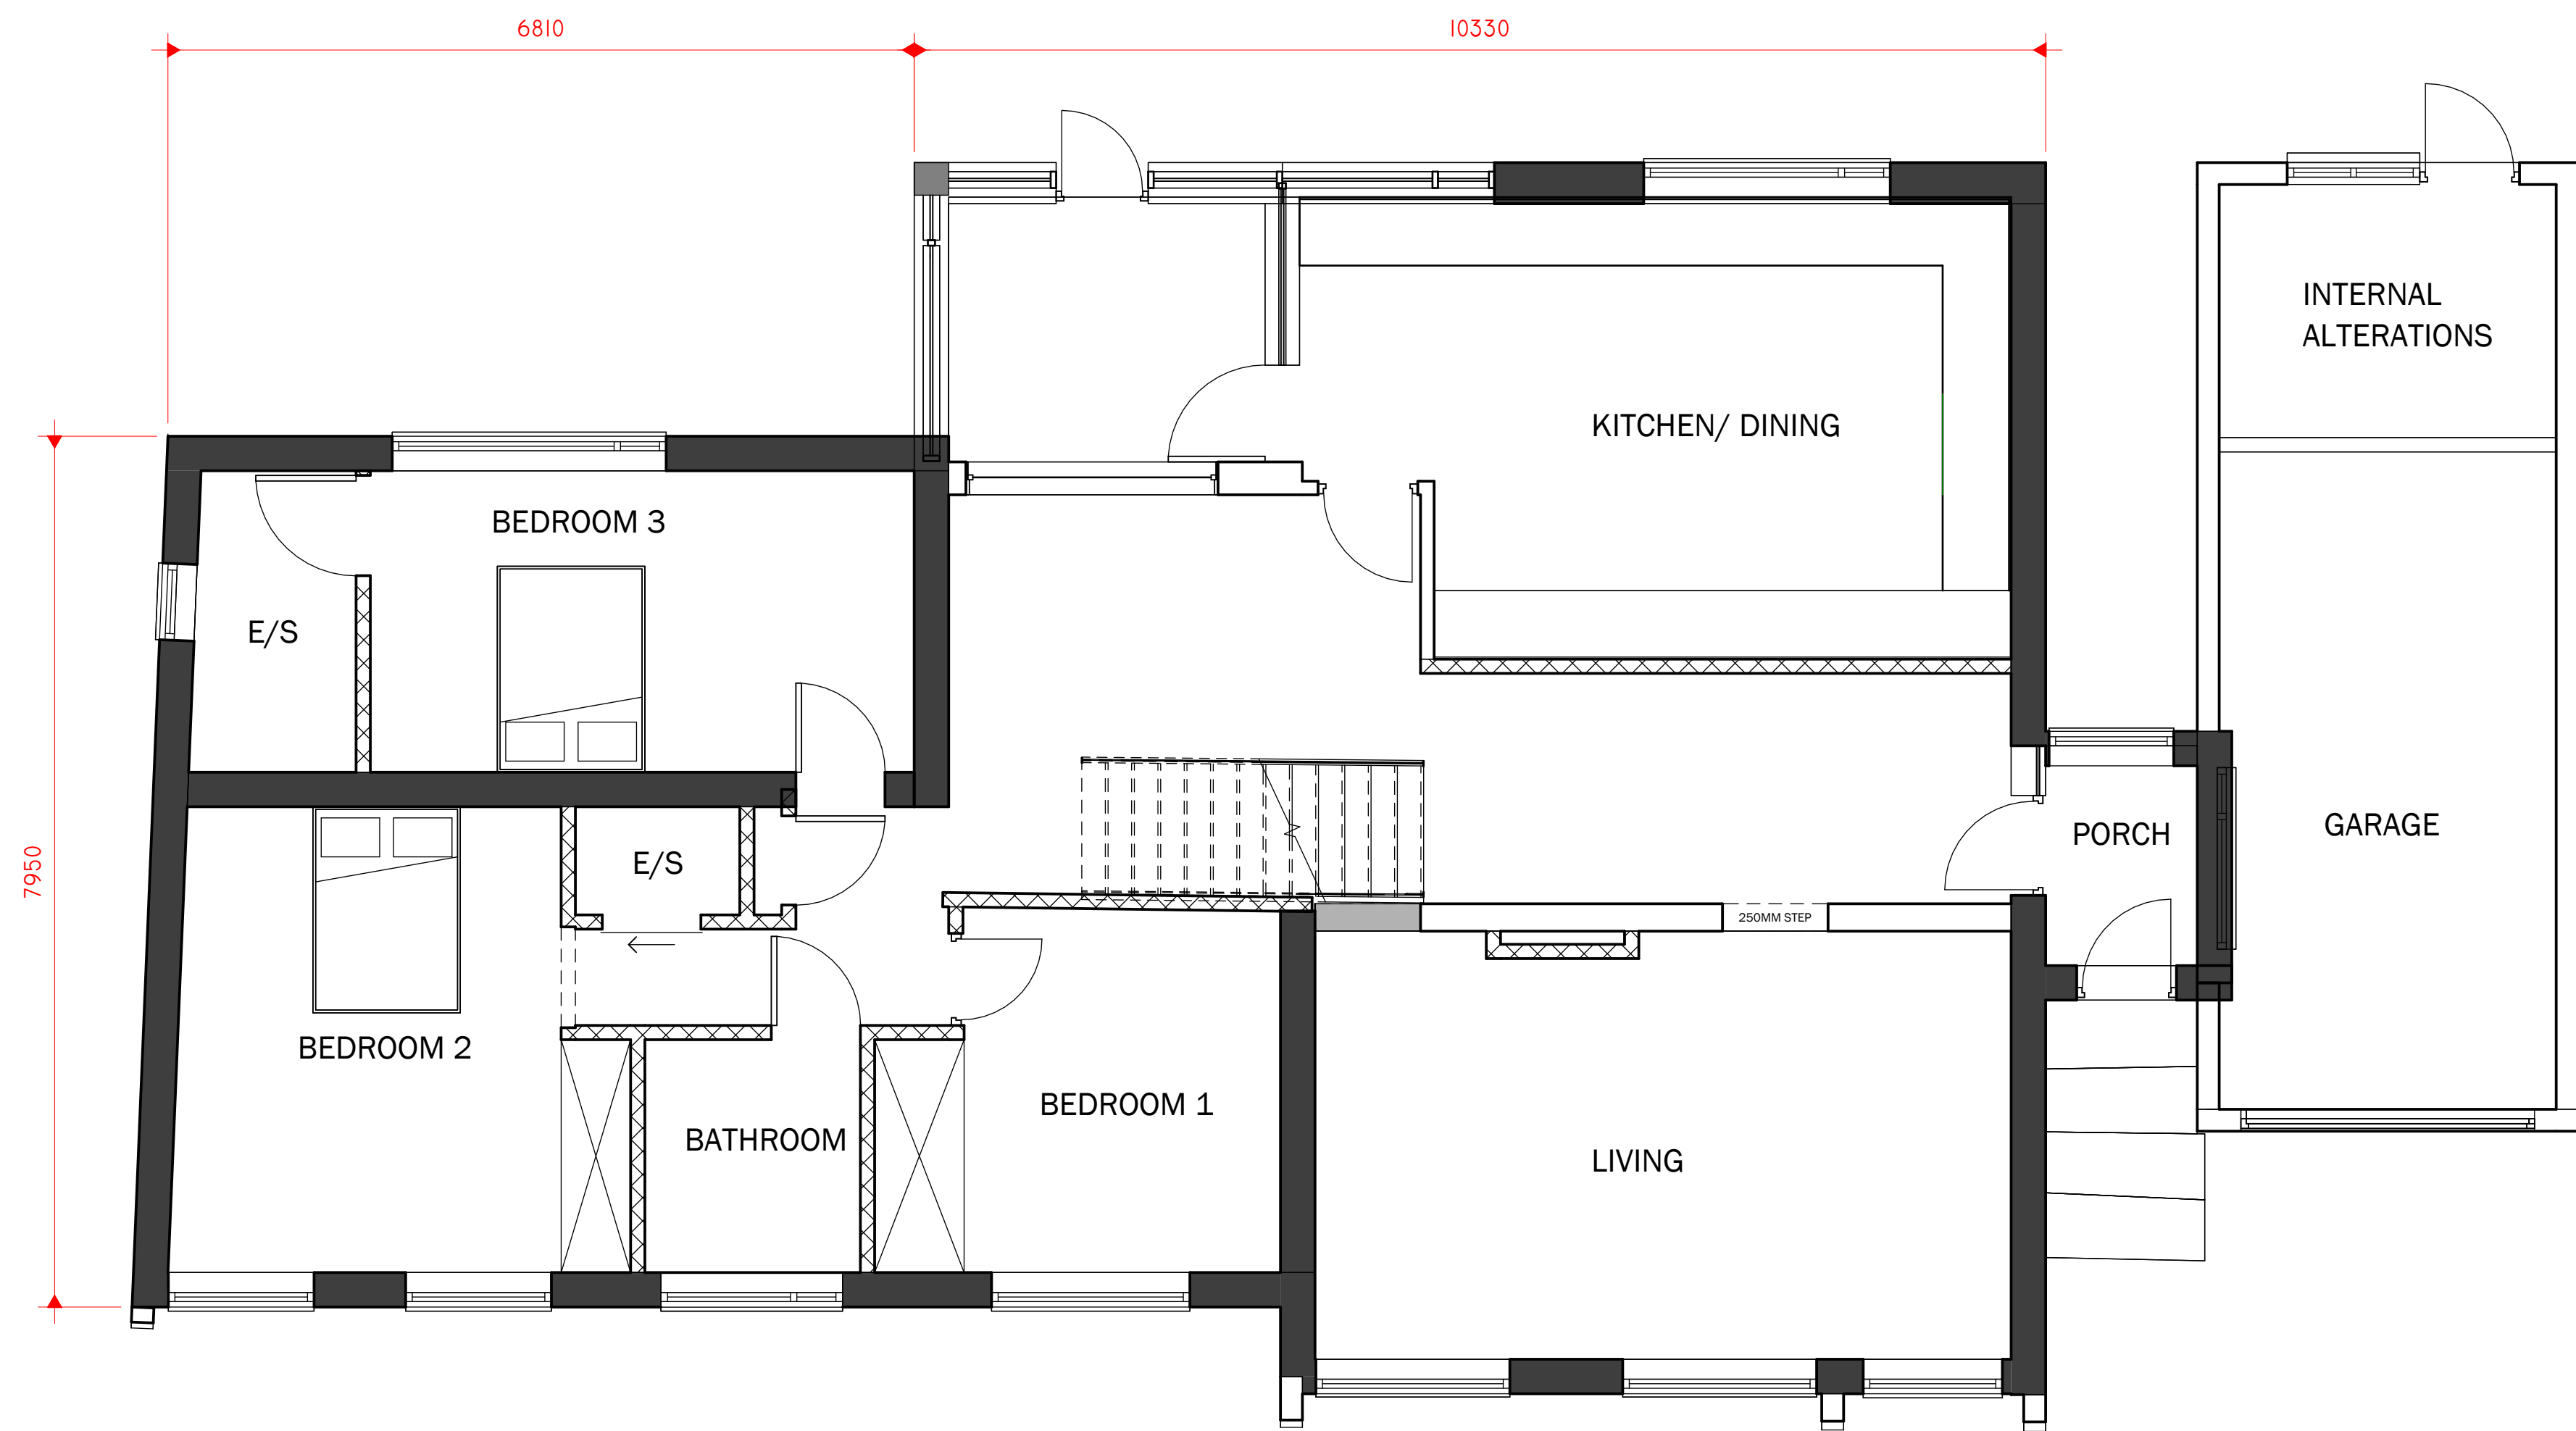 6810
10330
INTERNAL
ALTERATIONS
KITCHEN/ DINING
BEDROOM 3
E/S
GARAGE
PORCH
7950
E/S
250MM STEP
BEDROOM 2
BEDROOM 1
BATHROOM
LIVING